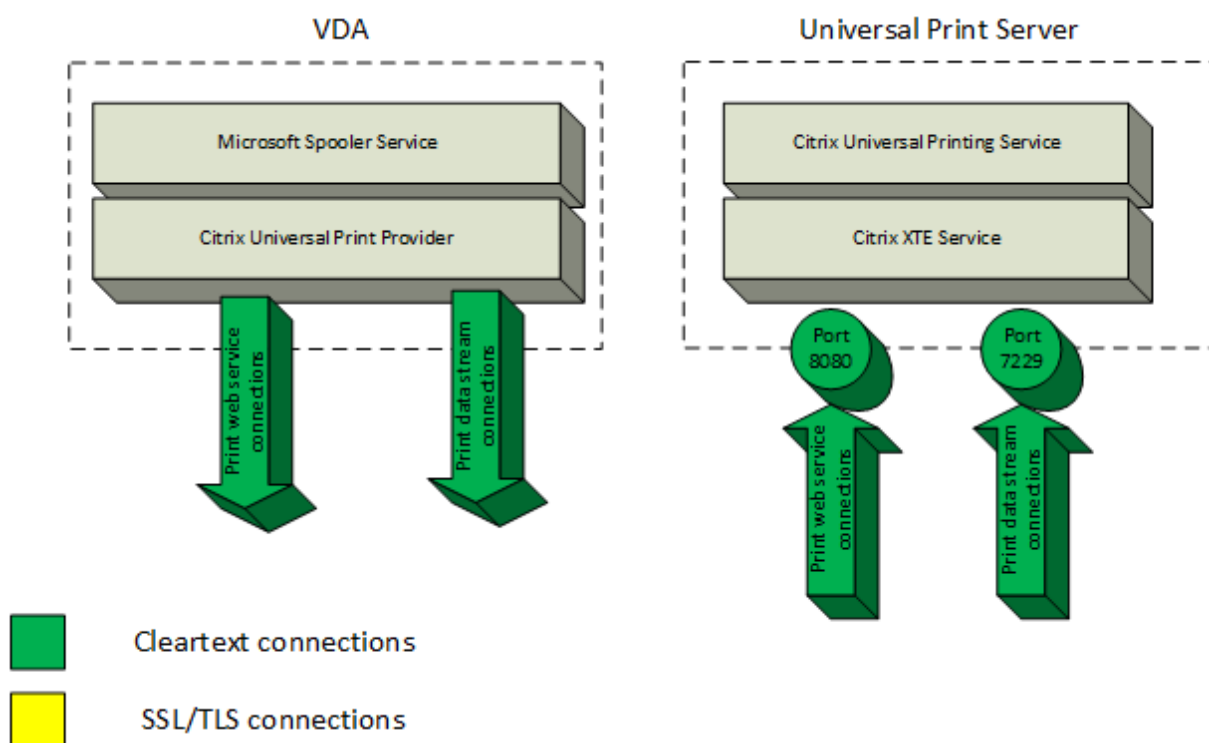 VDA
Universal Print Server
Microsoft Spooler Service
Citrix Universal Print Provider
Citrix Universal Printing Service
Citrix XTE Service
Print web service
connections
Print data stream
connections
Port
8080
Port
7229
Print web service
connections
Print data stream
connections
Cleartext connections
SSL/TLS connections